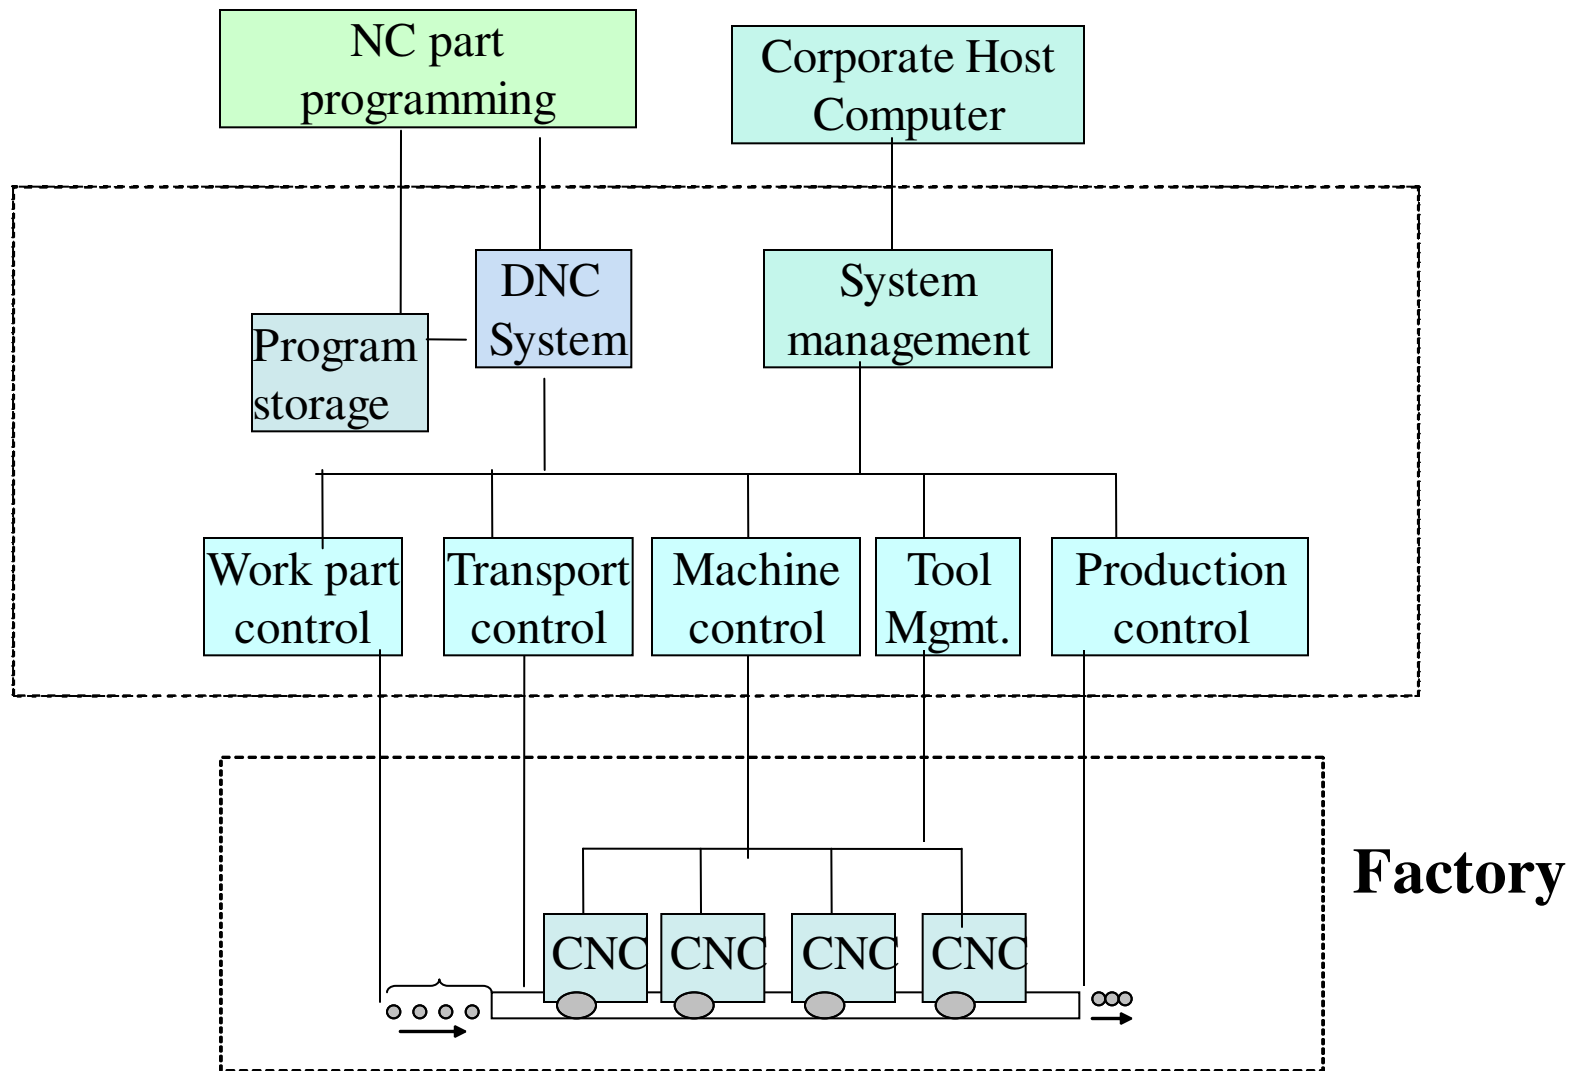 NC part
programming
Corporate Host
Computer
DNC
System
System
management
Program
storage
Work part
control
Transport
control
Machine
control
Tool
Mgmt.
Production
control
Factory
CNC
CNC
CNC
CNC